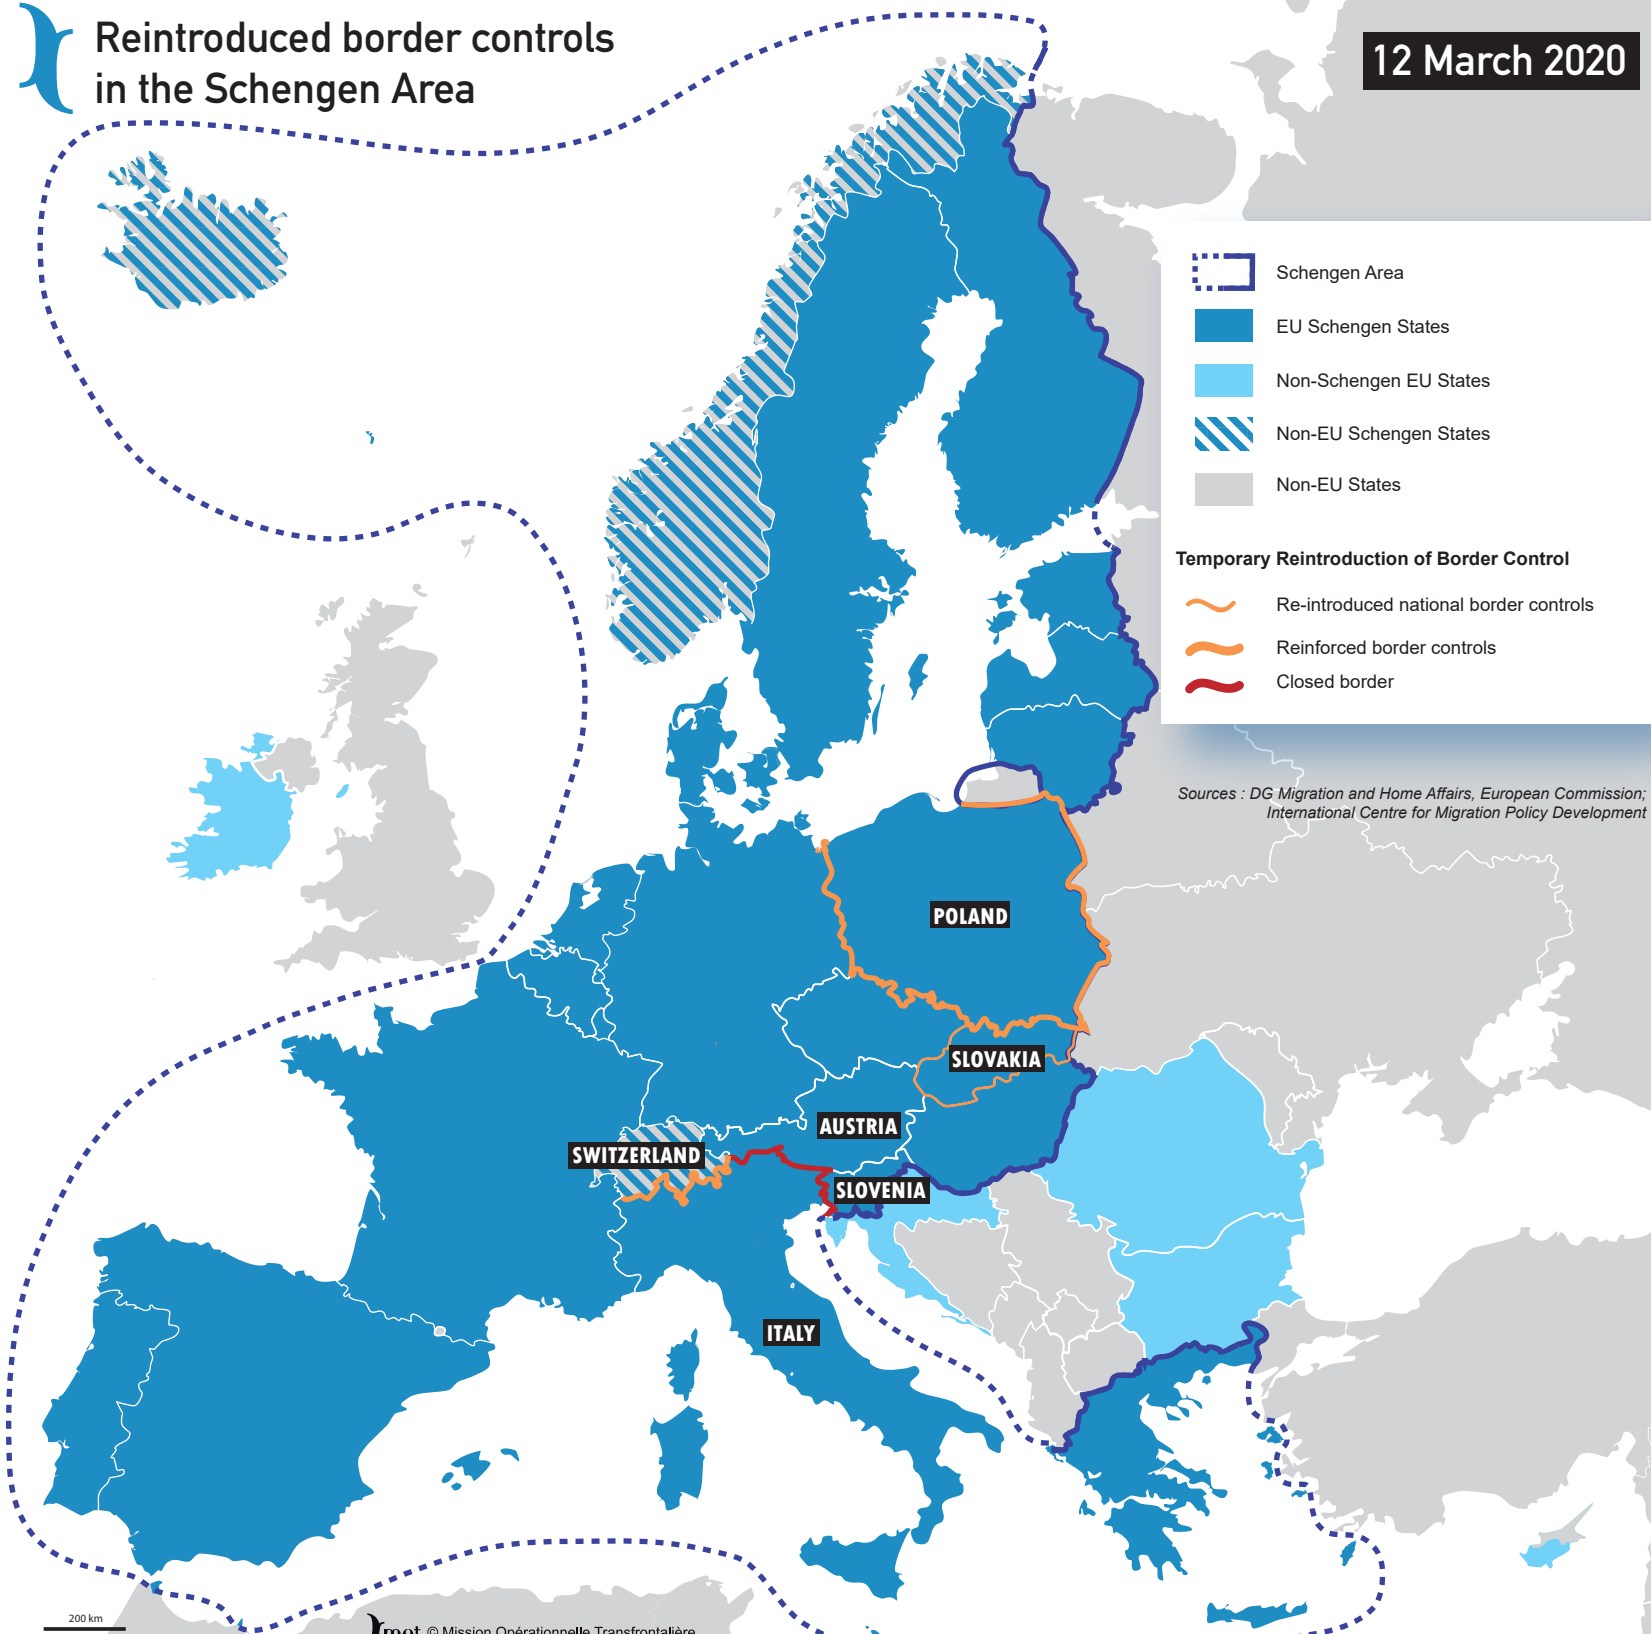 Reintroduced border controls
in the Schengen Area
12 March 2020
Schengen Area
EU Schengen States
Non-Schengen EU States
Non-EU Schengen States
Non-EU States
Temporary Reintroduction of Border Control
Re-introduced national border controls
Reinforced border controls
Closed border
Sources : DG Migration and Home Affairs, European Commission;
International Centre for Migration Policy Development
POLAND
SLOVAKIA
AUSTRIA
SWITZERLAND
SLOVENIA
ITALY
200 km
mot © Mission Opérationnelle Transfrontalière